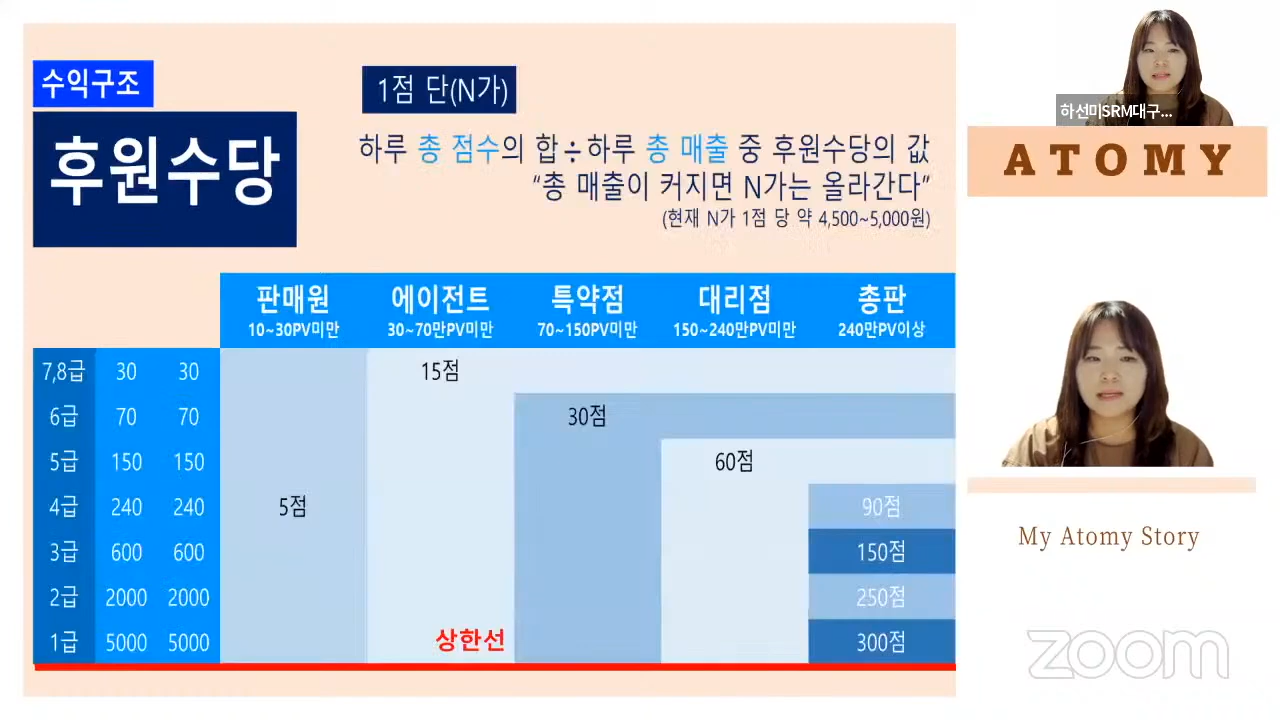 수익구조
후원수당
1점 단(N가)
하루 총 점수의 합÷하루 총 매출 중 후원수당의 값
“총 매출이 커지면 N가는 올라간다”
(현재 N가 1점 당 약 4,500~5,000원)
판매원 에이전트 특약점 대리점 총판
10~30PV미만 30~70만PV미만 70~150PV미만 150~240만PV미만 240만PV이상
7,8급 30 30 15점
6급 70 70 30점
5급 150 150 60점
4급 240 240 5점 90점
3급 600 600 150점
2급 2000 2000 250점
1급 5000 5000 상한선 300점
하선미SRM대구...
ATOMY
My Atomy Story
zoom